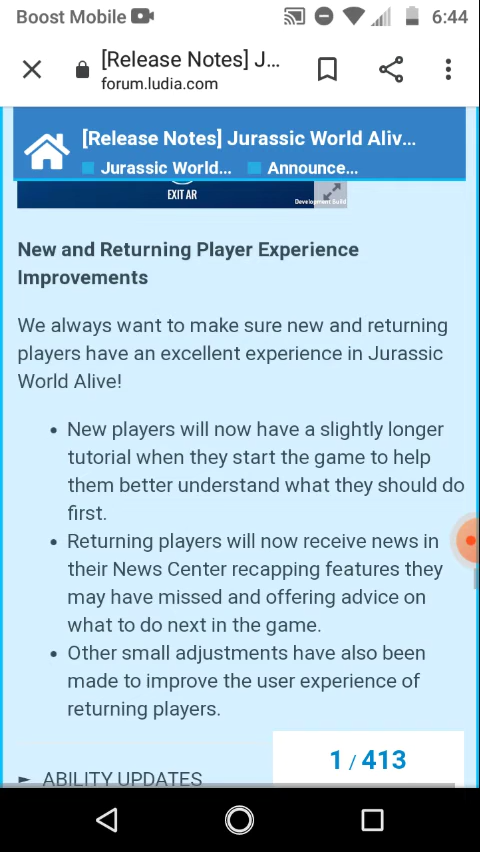 Boost Mobile 6:44
[Release Notes] J...
forum.ludia.com
[Release Notes] Jurassic World Aliv...
Jurassic World... Announce...
EXIT AR
Development Build
New and Returning Player Experience
Improvements
We always want to make sure new and returning
players have an excellent experience in Jurassic
World Alive!
• New players will now have a slightly longer
tutorial when they start the game to help
them better understand what they should do
first.
• Returning players will now receive news in
their News Center recapping features they
may have missed and offering advice on
what to do next in the game.
• Other small adjustments have also been
made to improve the user experience of
returning players.
► ABILITY UPDATES
1 / 413